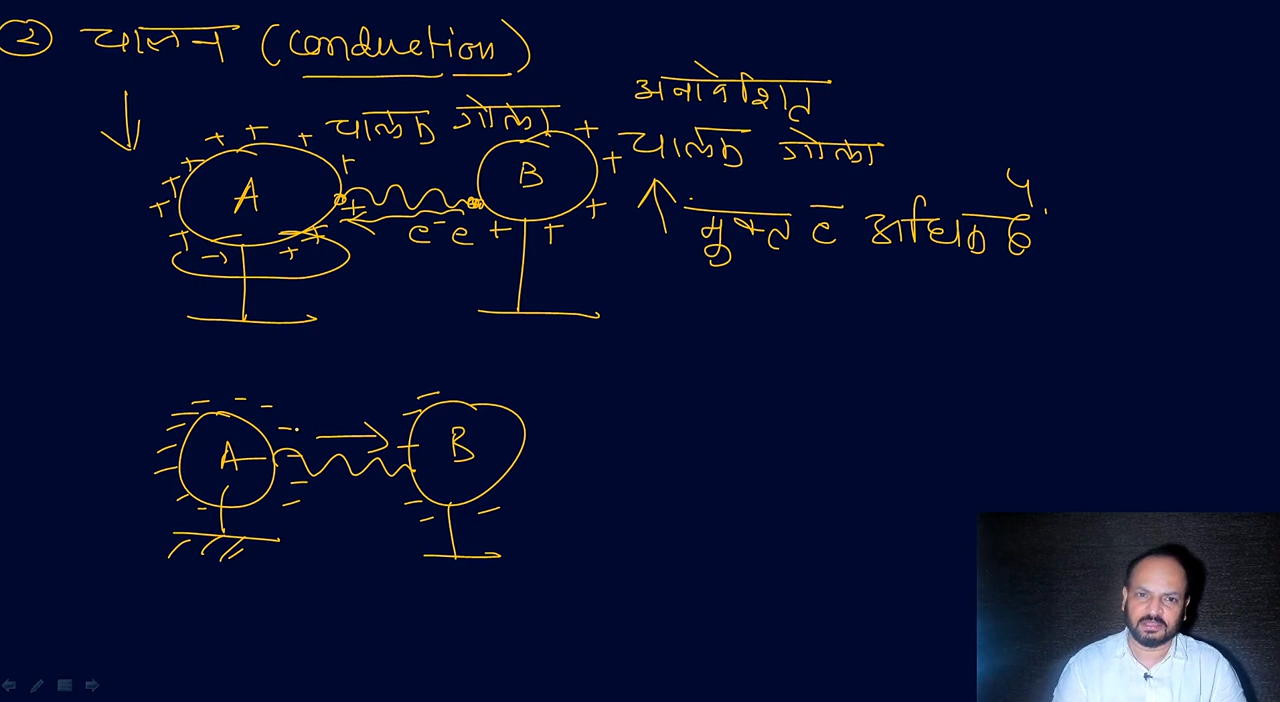 ② चालन (Conduction)
अनावेशित
चालक गोला
चालक गोला
A
B
e⁻ e
मुक्त e⁻ अधिक है
A
B